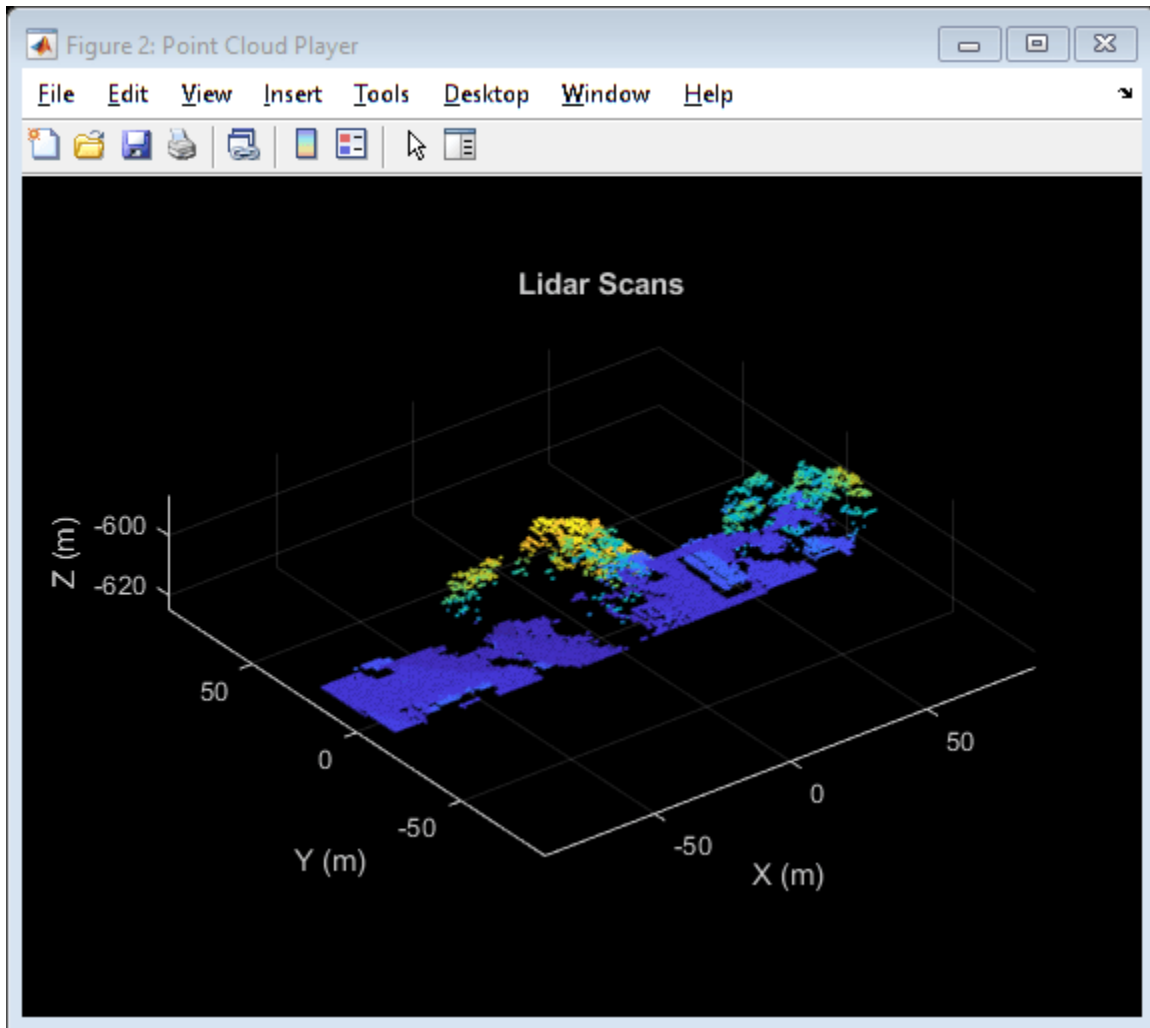 Figure 2: Point Cloud Player
File Edit View Insert Tools Desktop Window Help
Lidar Scans
-600
-620
Z (m)
50
0
-50
Y (m)
50
0
-50
X (m)